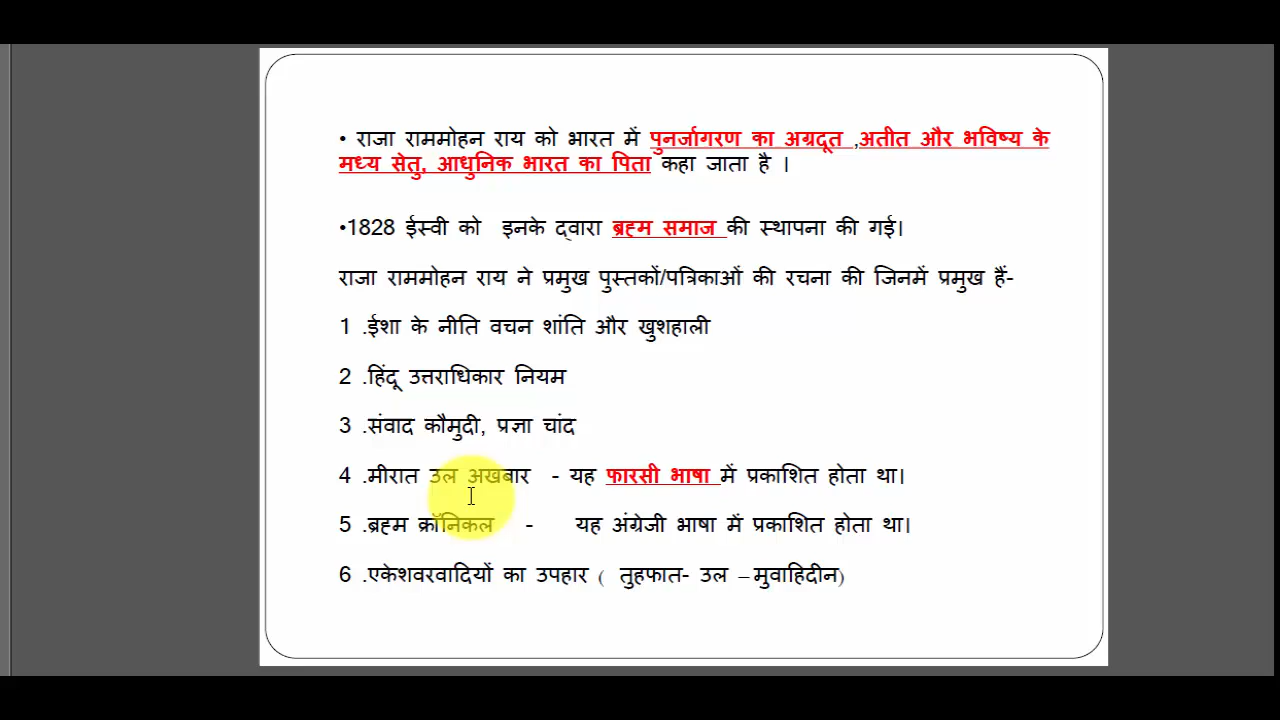 • राजा राममोहन राय को भारत में पुनर्जागरण का अग्रदूत ,अतीत और भविष्य के
मध्य सेतु, आधुनिक भारत का पिता कहा जाता है ।
•1828 ईस्वी को इनके द्वारा ब्रह्म समाज की स्थापना की गई।
राजा राममोहन राय ने प्रमुख पुस्तकों/पत्रिकाओं की रचना की जिनमें प्रमुख हैं-
1 .ईशा के नीति वचन शांति और खुशहाली
2 .हिंदू उत्तराधिकार नियम
3 .संवाद कौमुदी, प्रज्ञा चांद
4 .मीरात उल अखबार - यह फारसी भाषा में प्रकाशित होता था।
5 .ब्रह्म क्रॉनिकल - यह अंग्रेजी भाषा में प्रकाशित होता था।
6 .एकेशवरवादियों का उपहार ( तुहफात- उल –मुवाहिदीन)